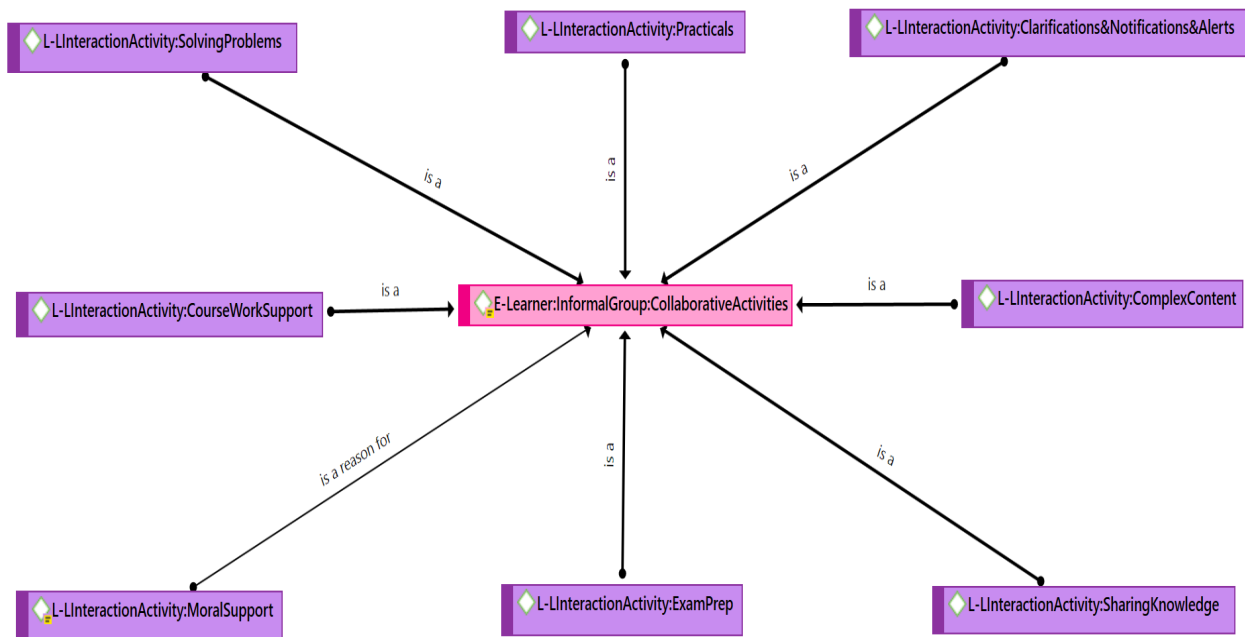 L-LInteractionActivity:SolvingProblems
L-LInteractionActivity:Practicals
L-LInteractionActivity:Clarifications&Notifications&Alerts
is a
is a
is a
L-LInteractionActivity:CourseWorkSupport
is a
E-Learner:InformalGroup:CollaborativeActivities
is a
L-LInteractionActivity:ComplexContent
is a reason for
is a
is a
L-LInteractionActivity:MoralSupport
L-LInteractionActivity:ExamPrep
L-LInteractionActivity:SharingKnowledge